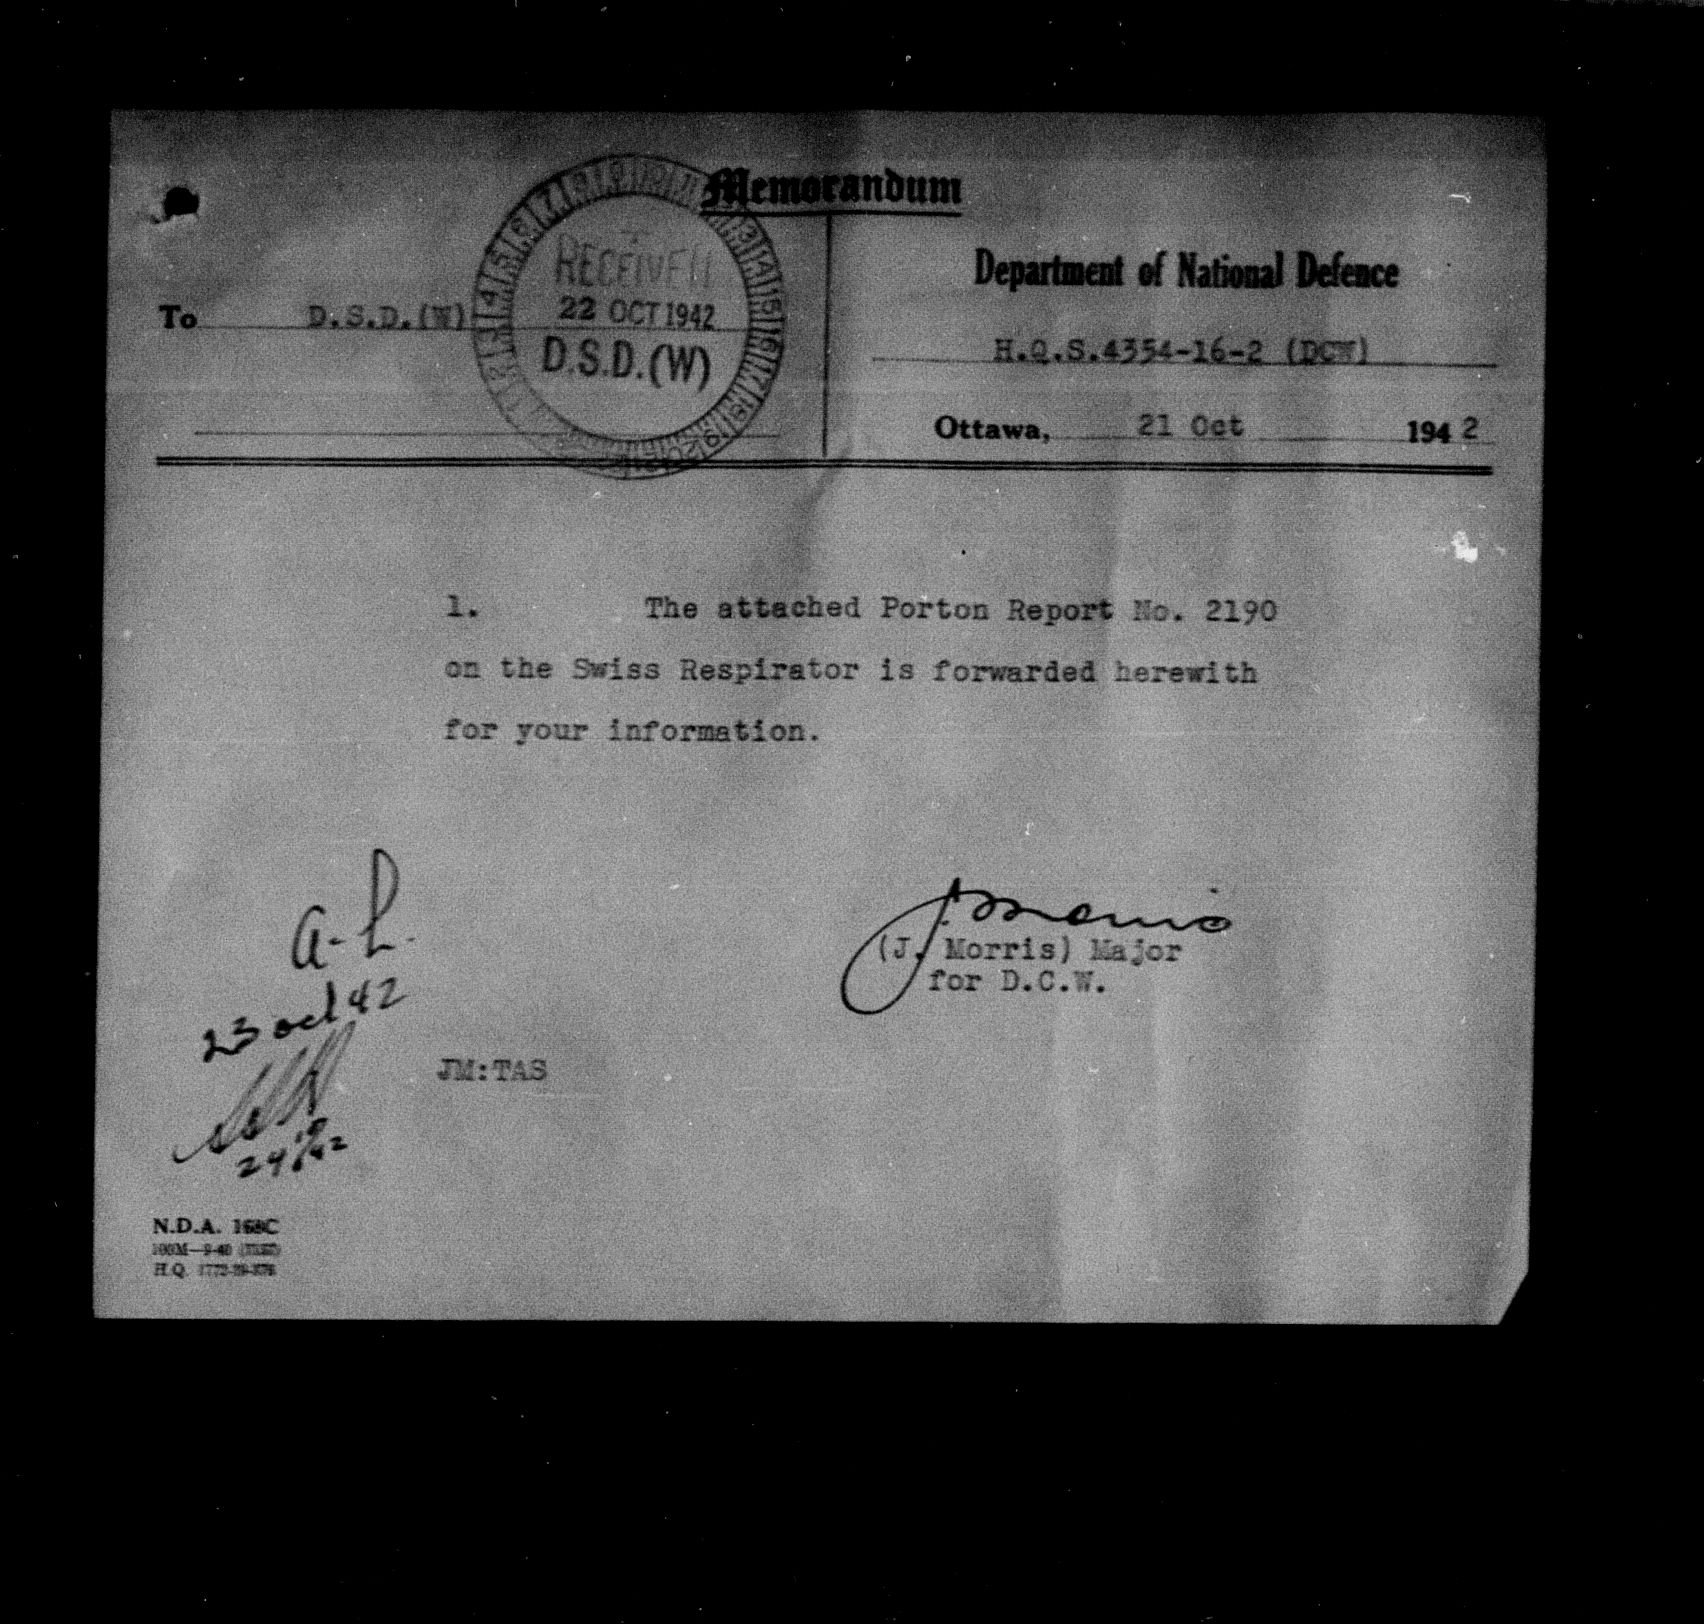 Memorandum
Department of National Defence
To D.S.D.(W)
RECEIVED
22 OCT 1942
D.S.D.(W)
H.Q.S.4354-16-2 (DCW)
Ottawa, 21 Oct 1942
1. The attached Porton Report No. 2190
on the Swiss Respirator is forwarded herewith
for your information.
J. Morris
(J. Morris) Major
for D.C.W.
23 Oct 42
JM:TAS
N.D.A. 168C
H.Q.